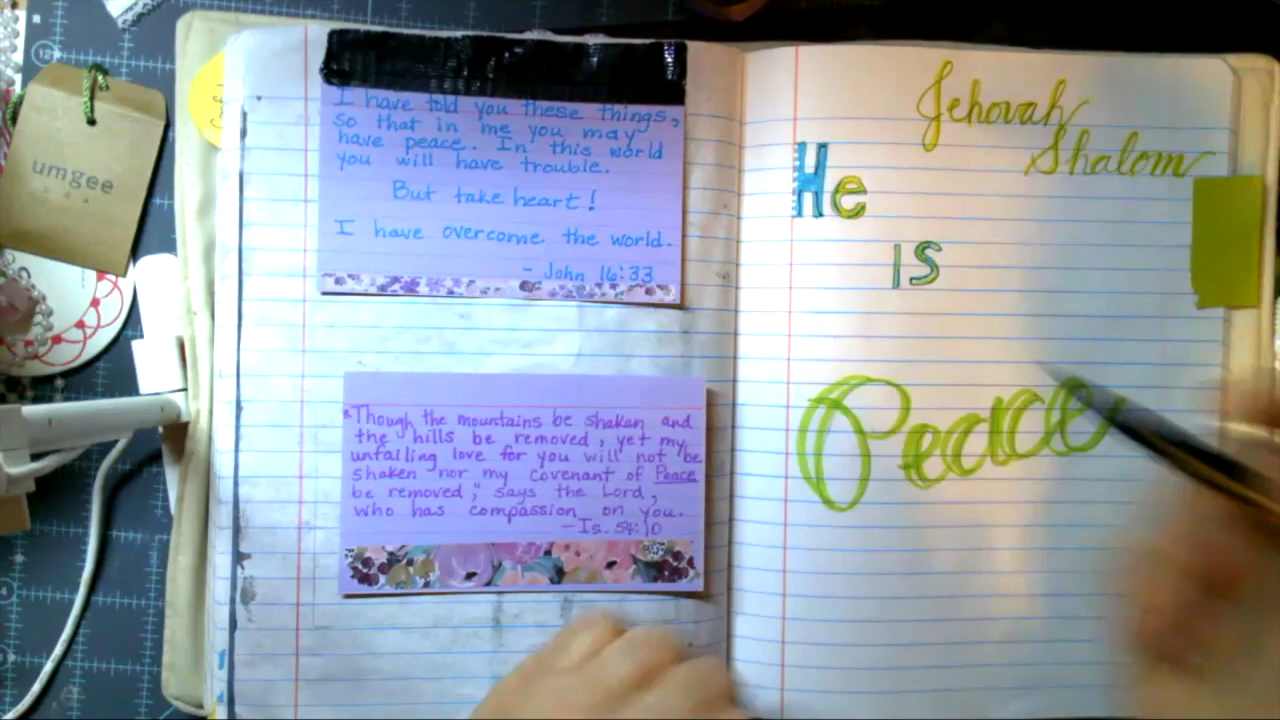 umgee
I have told you these things,
so that in me you may
have peace. In this world
you will have trouble.
But take heart!
I have overcome the world.
- John 16:33
"Though the mountains be shaken and
the hills be removed, yet my
unfailing love for you will not be
shaken nor my covenant of Peace
be removed," says the Lord,
who has compassion on you.
- Is. 54:10
Jehovah
Shalom
He
is
Peace